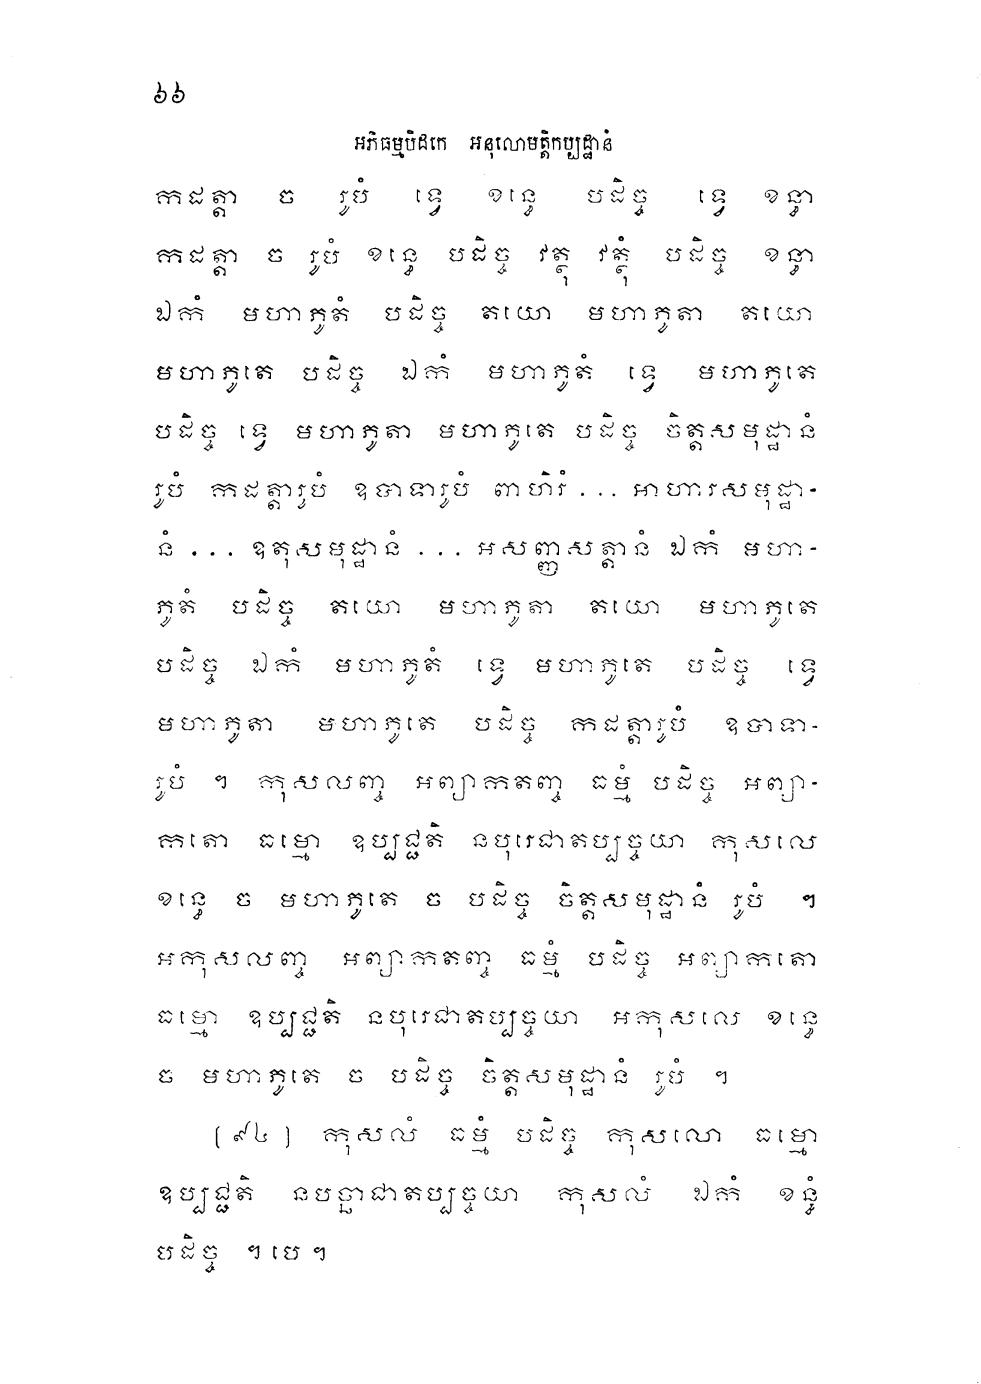 ៦៦
អភិធម្មបិដកេ អនុលោមត្តិកប្បដ្ឋានំ
កដត្តា ច រូបំ ទ្វេ ខន្ធេ បដិច្ច ទ្វេ ខន្ធា
កដត្តា ច រូបំ ខន្ធេ បដិច្ច វត្ថុ វត្ថុំ បដិច្ច ខន្ធា
ឯកំ មហាភូតំ បដិច្ច តយោ មហាភូតា តយោ
មហាភូតេ បដិច្ច ឯកំ មហាភូតំ ទ្វេ មហាភូតេ
បដិច្ច ទ្វេ មហាភូតា មហាភូតេ បដិច្ច ចិត្តសមុដ្ឋានំ
រូបំ កដត្តារូបំ ឧបាទារូបំ ពាហិរំ ... អាហារសមុដ្ឋា-
នំ ... ឧតុសមុដ្ឋានំ ... អសញ្ញសត្តានំ ឯកំ មហា-
ភូតំ បដិច្ច តយោ មហាភូតា តយោ មហាភូតេ
បដិច្ច ឯកំ មហាភូតំ ទ្វេ មហាភូតេ បដិច្ច ទ្វេ
មហាភូតា មហាភូតេ បដិច្ច កដត្តារូបំ ឧបាទា-
រូបំ ។ កុសលញ្ច អព្យាកតញ្ច ធម្មំ បដិច្ច អព្យា-
កតោ ធម្មោ ឧប្បជ្ជតិ នបុរេជាតប្បច្ចយា កុសលេ
ខន្ធេ ច មហាភូតេ ច បដិច្ច ចិត្តសមុដ្ឋានំ រូបំ ។
អកុសលញ្ច អព្យាកតញ្ច ធម្មំ បដិច្ច អព្យាកតោ
ធម្មោ ឧប្បជ្ជតិ នបុរេជាតប្បច្ចយា អកុសលេ ខន្ធេ
ច មហាភូតេ ច បដិច្ច ចិត្តសមុដ្ឋានំ រូបំ ។
[ ៩៤ ] កុសលំ ធម្មំ បដិច្ច កុសលោ ធម្មោ
ឧប្បជ្ជតិ នបច្ឆាជាតប្បច្ចយា កុសលំ ឯកំ ខន្ធំ
បដិច្ច ។បេ។